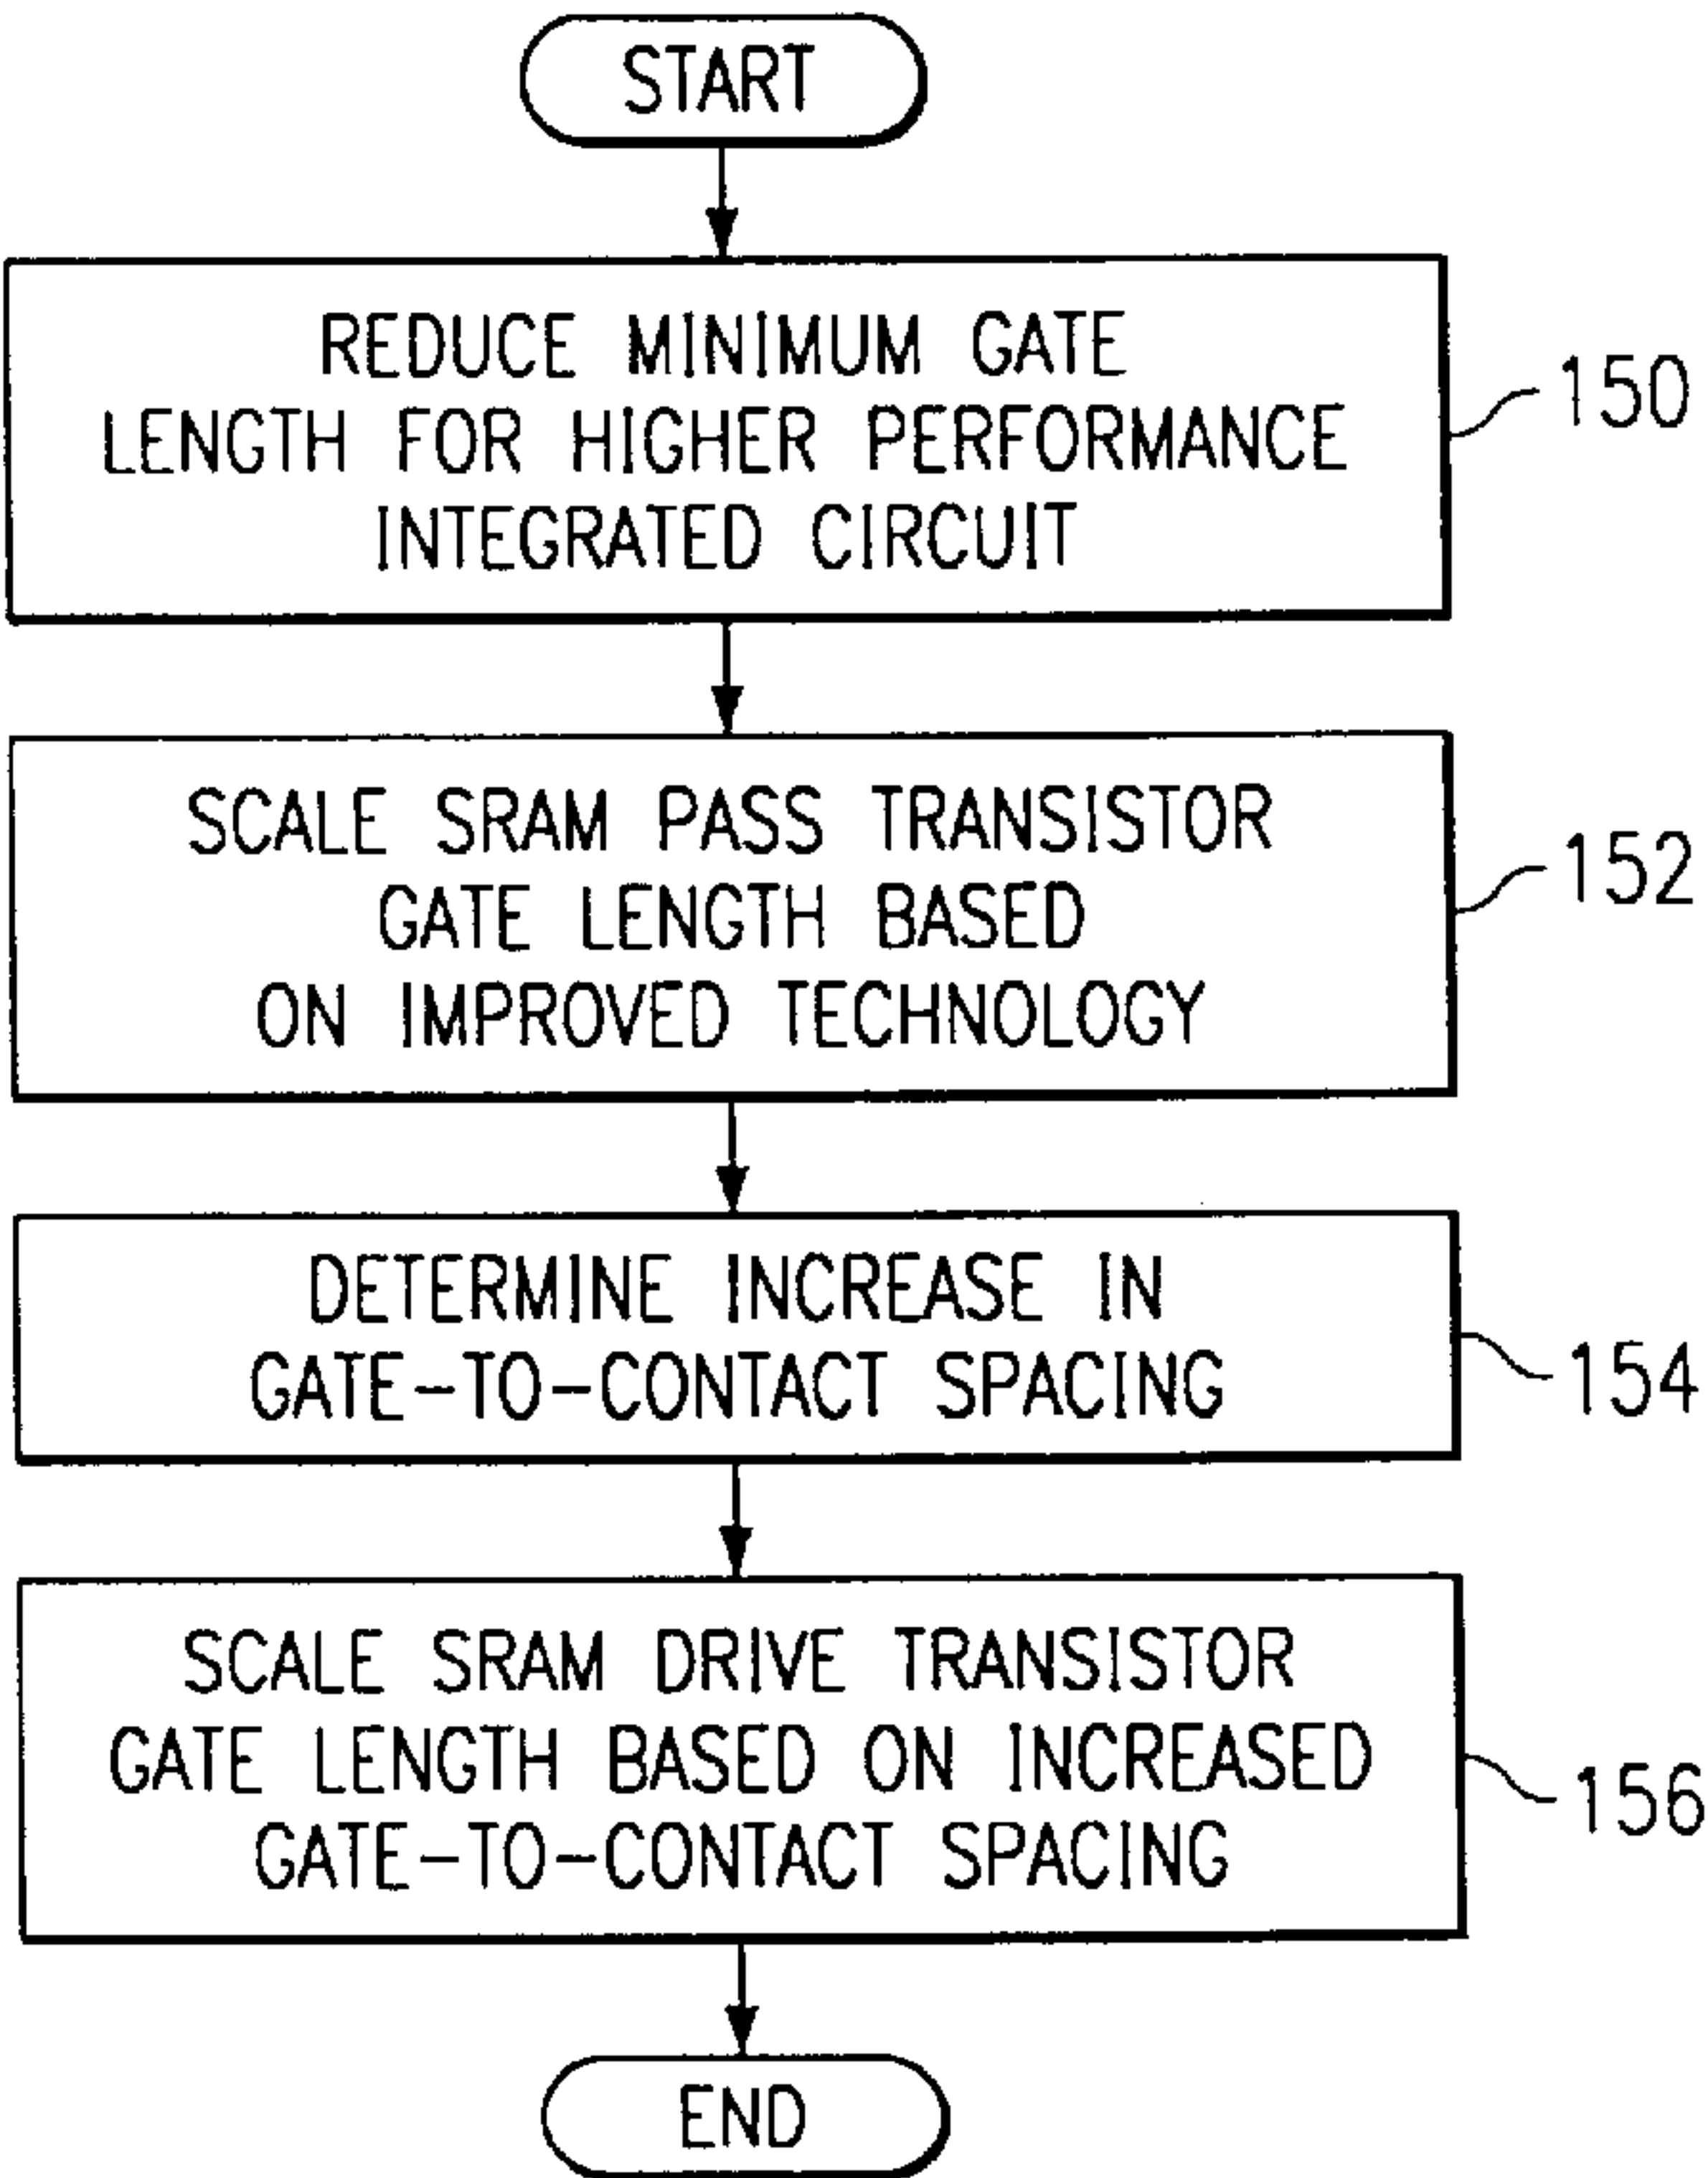 START
REDUCE MINIMUM GATE
LENGTH FOR HIGHER PERFORMANCE
INTEGRATED CIRCUIT
150
SCALE SRAM PASS TRANSISTOR
GATE LENGTH BASED
ON IMPROVED TECHNOLOGY
152
DETERMINE INCREASE IN
GATE-TO-CONTACT SPACING
154
SCALE SRAM DRIVE TRANSISTOR
GATE LENGTH BASED ON INCREASED
GATE-TO-CONTACT SPACING
156
END